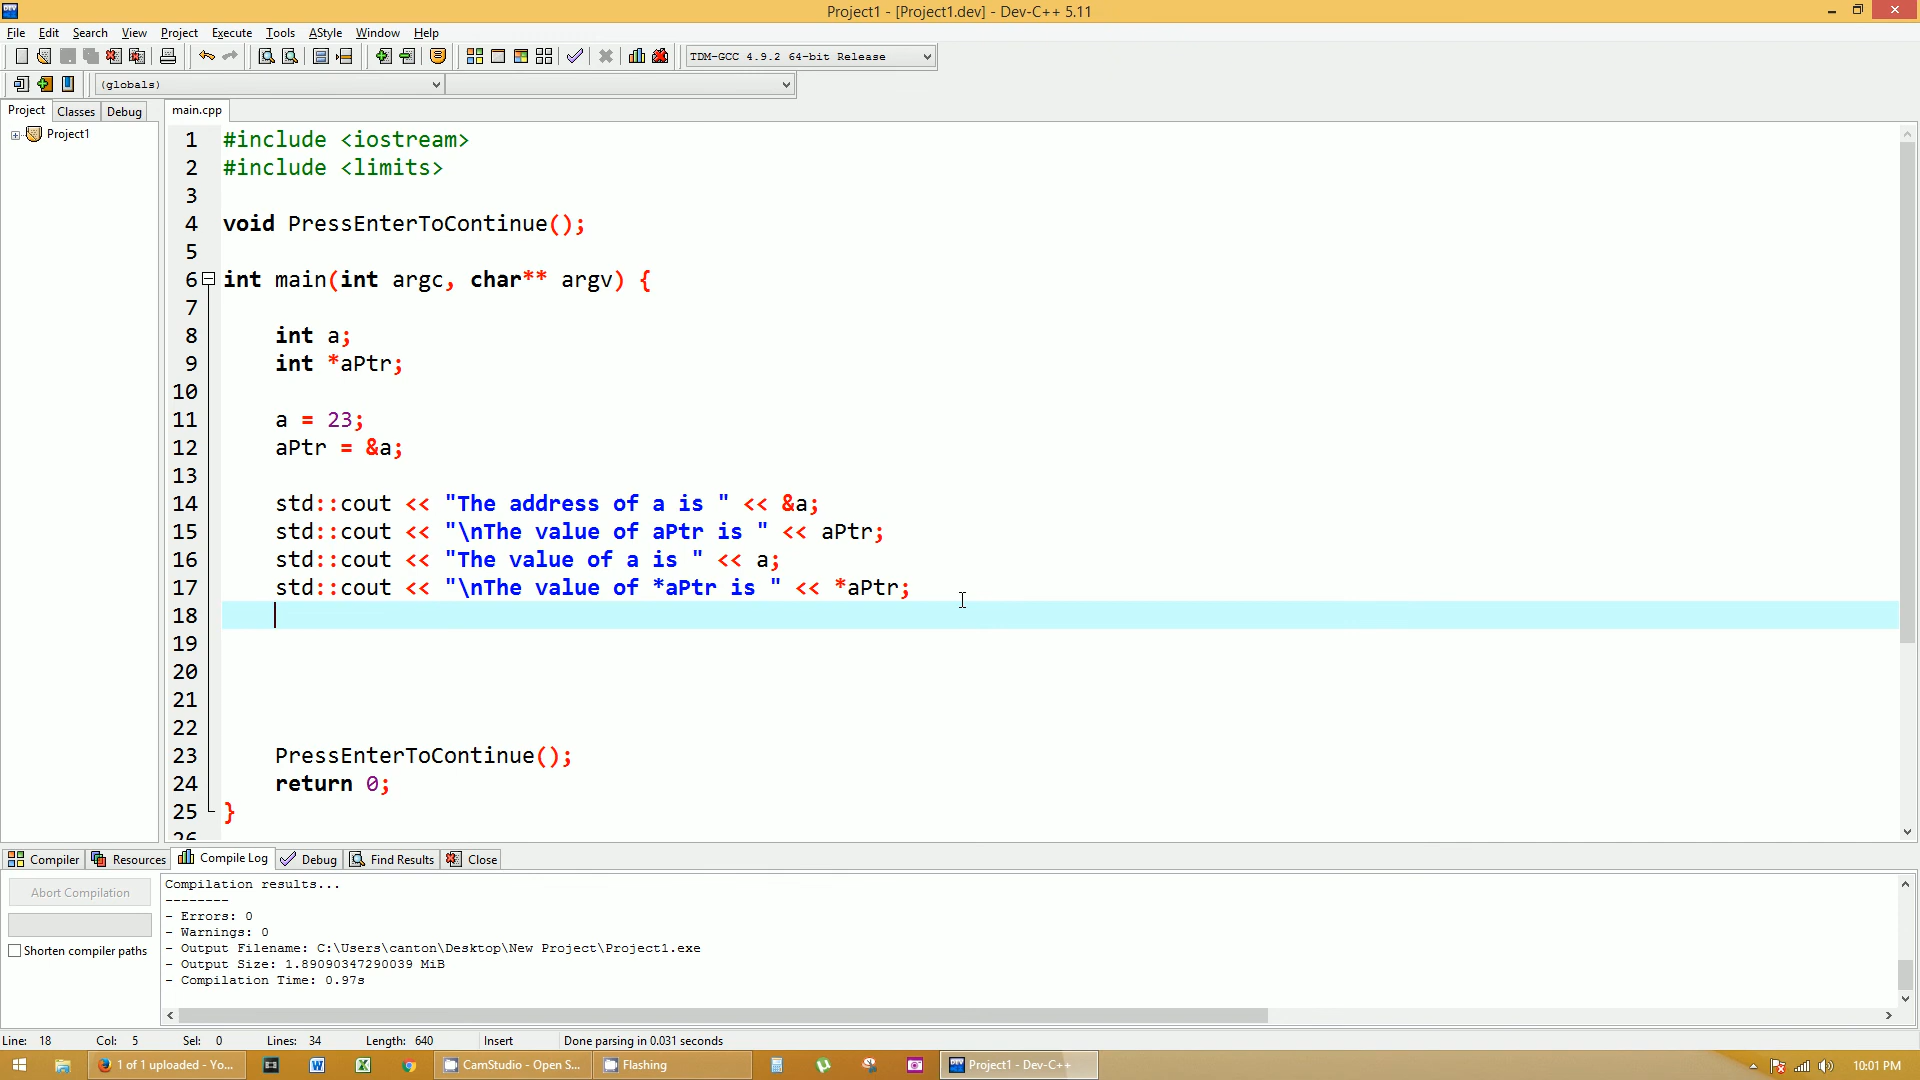 Project1 - [Project1.dev] - Dev-C++ 5.11
File Edit Search View Project Execute Tools AStyle Window Help
TDM-GCC 4.9.2 64-bit Release
(globals)
Project Classes Debug main.cpp
Project1
1 #include <iostream>
2 #include <limits>
3
4 void PressEnterToContinue();
5
6 int main(int argc, char** argv) {
7
8 int a;
9 int *aPtr;
10
11 a = 23;
12 aPtr = &a;
13
14 std::cout << "The address of a is " << &a;
15 std::cout << "\nThe value of aPtr is " << aPtr;
16 std::cout << "The value of a is " << a;
17 std::cout << "\nThe value of *aPtr is " << *aPtr;
18
19
20
21
22
23 PressEnterToContinue();
24 return 0;
25 }
26
Compiler Resources Compile Log Debug Find Results Close
Abort Compilation
Shorten compiler paths
Compilation results...
--------
- Errors: 0
- Warnings: 0
- Output Filename: C:\Users\canton\Desktop\New Project\Project1.exe
- Output Size: 1.89090347290039 MiB
- Compilation Time: 0.97s
Line: 18 Col: 5 Sel: 0 Lines: 34 Length: 640 Insert Done parsing in 0.031 seconds
1 of 1 uploaded - Yo... CamStudio - Open S... Flashing Project1 - Dev-C++ ... 10:01 PM